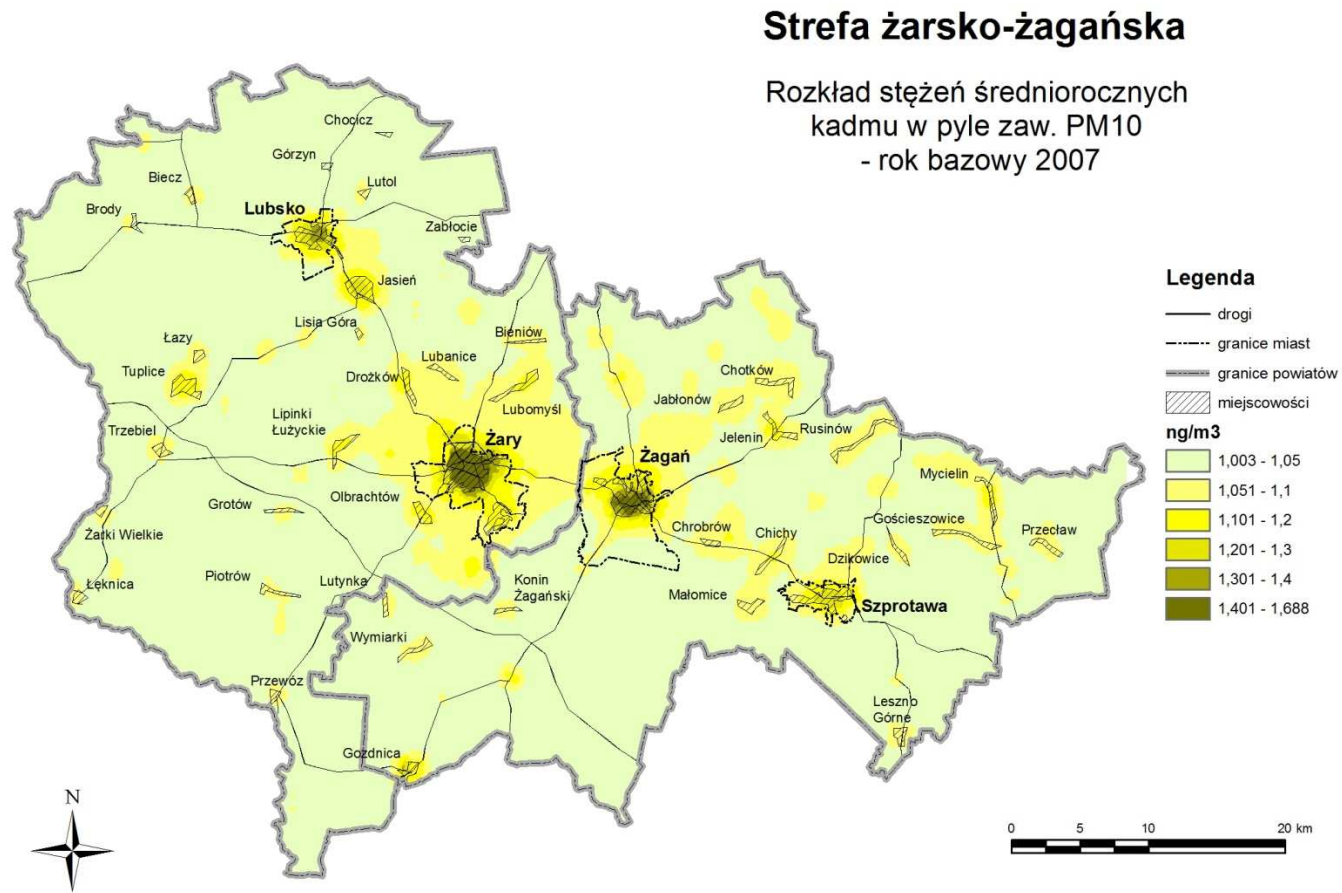 Strefa żarsko-żagańska
Rozkład stężeń średniorocznych
kadmu w pyle zaw. PM10
- rok bazowy 2007
Chocicz
Górzyn
Biecz
Lutol
Brody
Lubsko
Zabłocie
Jasień
Lisia Góra
Bieniów
Łazy
Lubanice
Tuplice
Drożków
Chotków
Lubomyśl
Jabłonów
Lipinki
Łużyckie
Trzebiel
Żary
Jelenin
Rusinów
Żagań
Mycielin
Olbrachtów
Grotów
Chrobrów
Chichy
Gościeszowice
Przecław
Żarki Wielkie
Dzikowice
Piotrów
Lutynka
Konin
Żagański
Łęknica
Małomice
Szprotawa
Wymiarki
Przewóz
Leszno
Górne
Gozdnica
Legenda
drogi
granice miast
granice powiatów
miejscowości
ng/m3
1,003 - 1,05
1,051 - 1,1
1,101 - 1,2
1,201 - 1,3
1,301 - 1,4
1,401 - 1,688
N
0 5 10 20 km